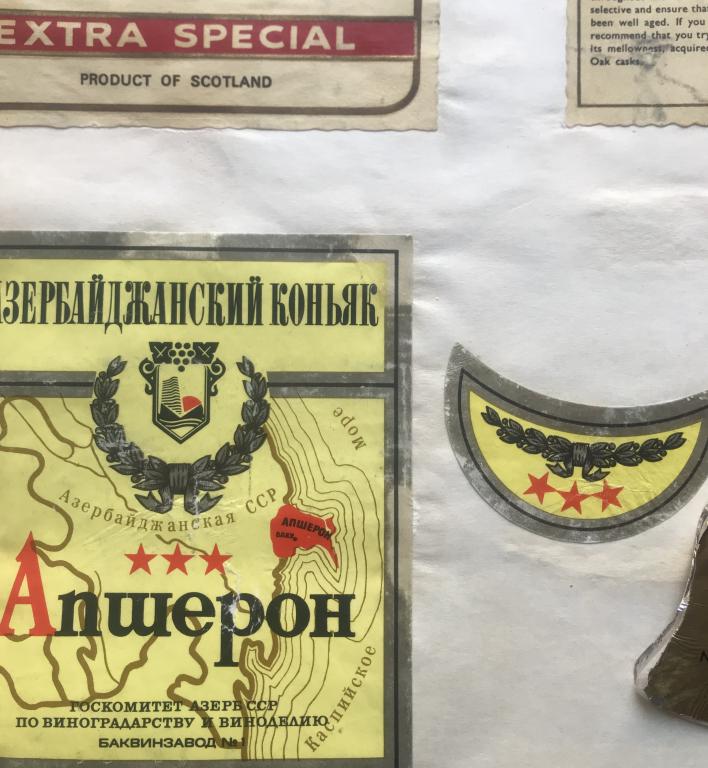 EXTRA SPECIAL
PRODUCT OF SCOTLAND
selective and ensure that
been well aged. If you
recommend that you try
its mellowness, acquired
Oak casks.
АЗЕРБАЙДЖАНСКИЙ КОНЬЯК
Море
Азербайджанская ССР
АПШЕРОН
БАКУ
Апшерон
Каспийское
ГОСКОМИТЕТ АЗЕРБ ССР
ПО ВИНОГРАДАРСТВУ И ВИНОДЕЛИЮ
БАКВИНЗАВОД №1